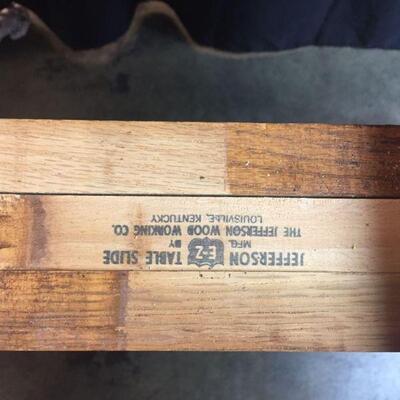 JEFFERSON E-Z TABLE SLIDE
MFG. BY
THE JEFFERSON WOOD WORKING CO.
LOUISVILLE, KENTUCKY